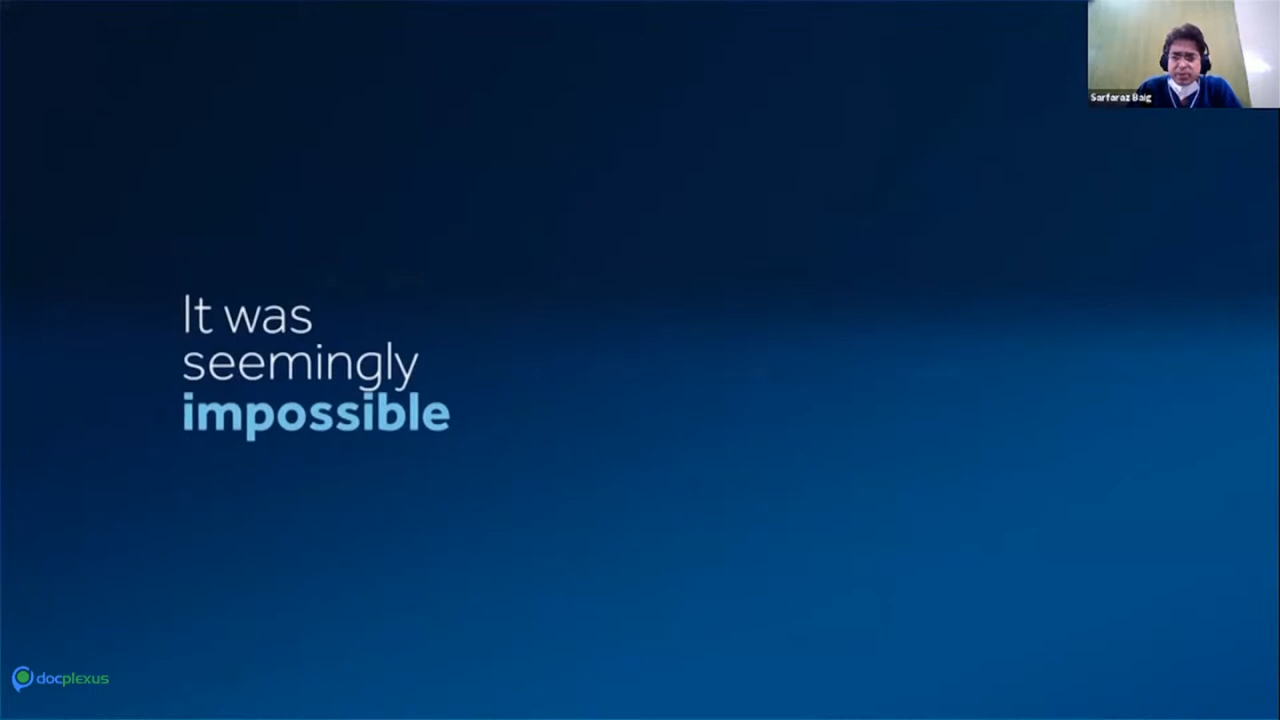 Sarfaraz Baig
It was
seemingly
impossible
docplexus